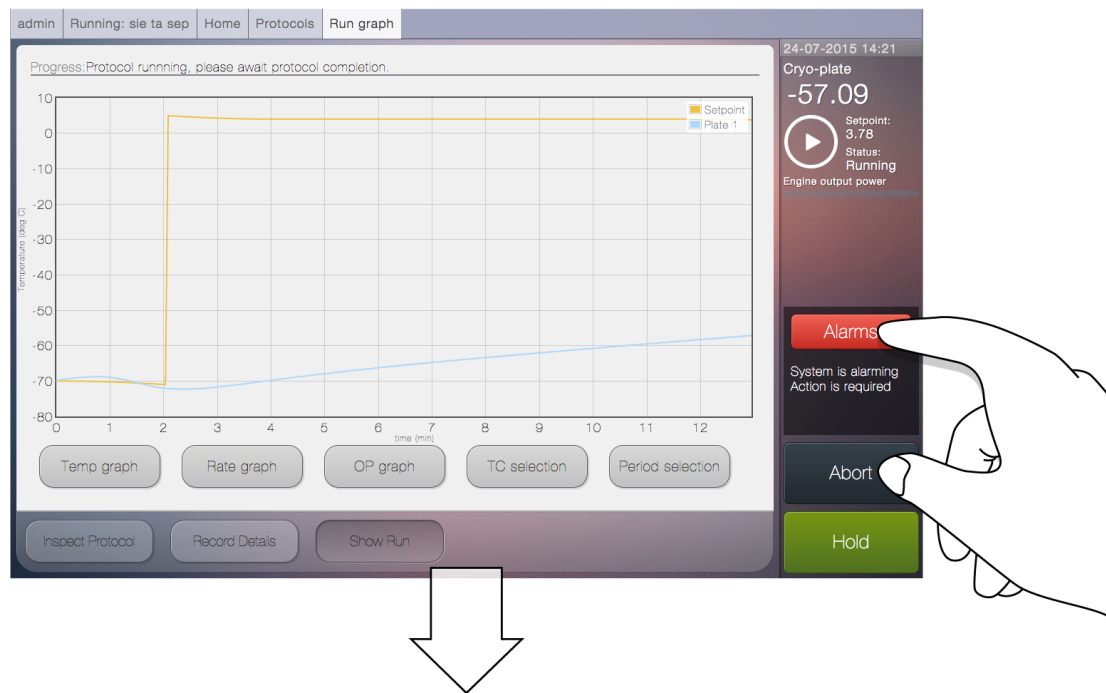 admin Running: sie ta sep Home Protocols Run graph
Progress:Protocol runnning, please await protocol completion.
10
0
-10
-20
-30
-40
-50
-60
-70
-80
Temperature (deg C)
Setpoint
Plate 1
0 1 2 3 4 5 6 7 8 9 10 11 12
time (min)
Temp graph Rate graph OP graph TC selection Period selection
Inspect Protocol Record Details Show Run
24-07-2015 14:21
Cryo-plate
-57.09
Setpoint:
3.78
Status:
Running
Engine output power
Alarms
System is alarming
Action is required
Abort
Hold